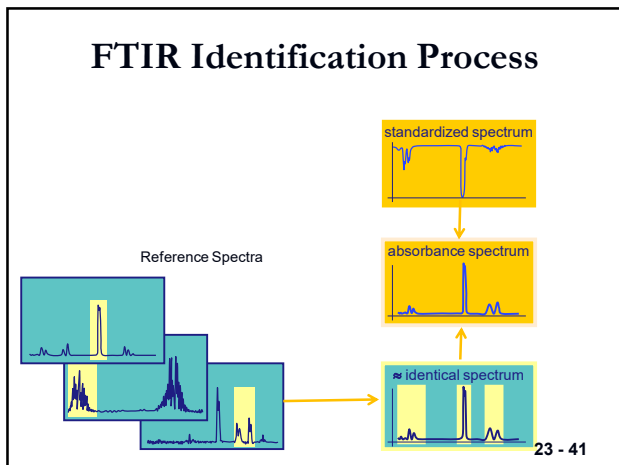 FTIR Identification Process
standardized spectrum
absorbance spectrum
Reference Spectra
≈ identical spectrum
23 - 41